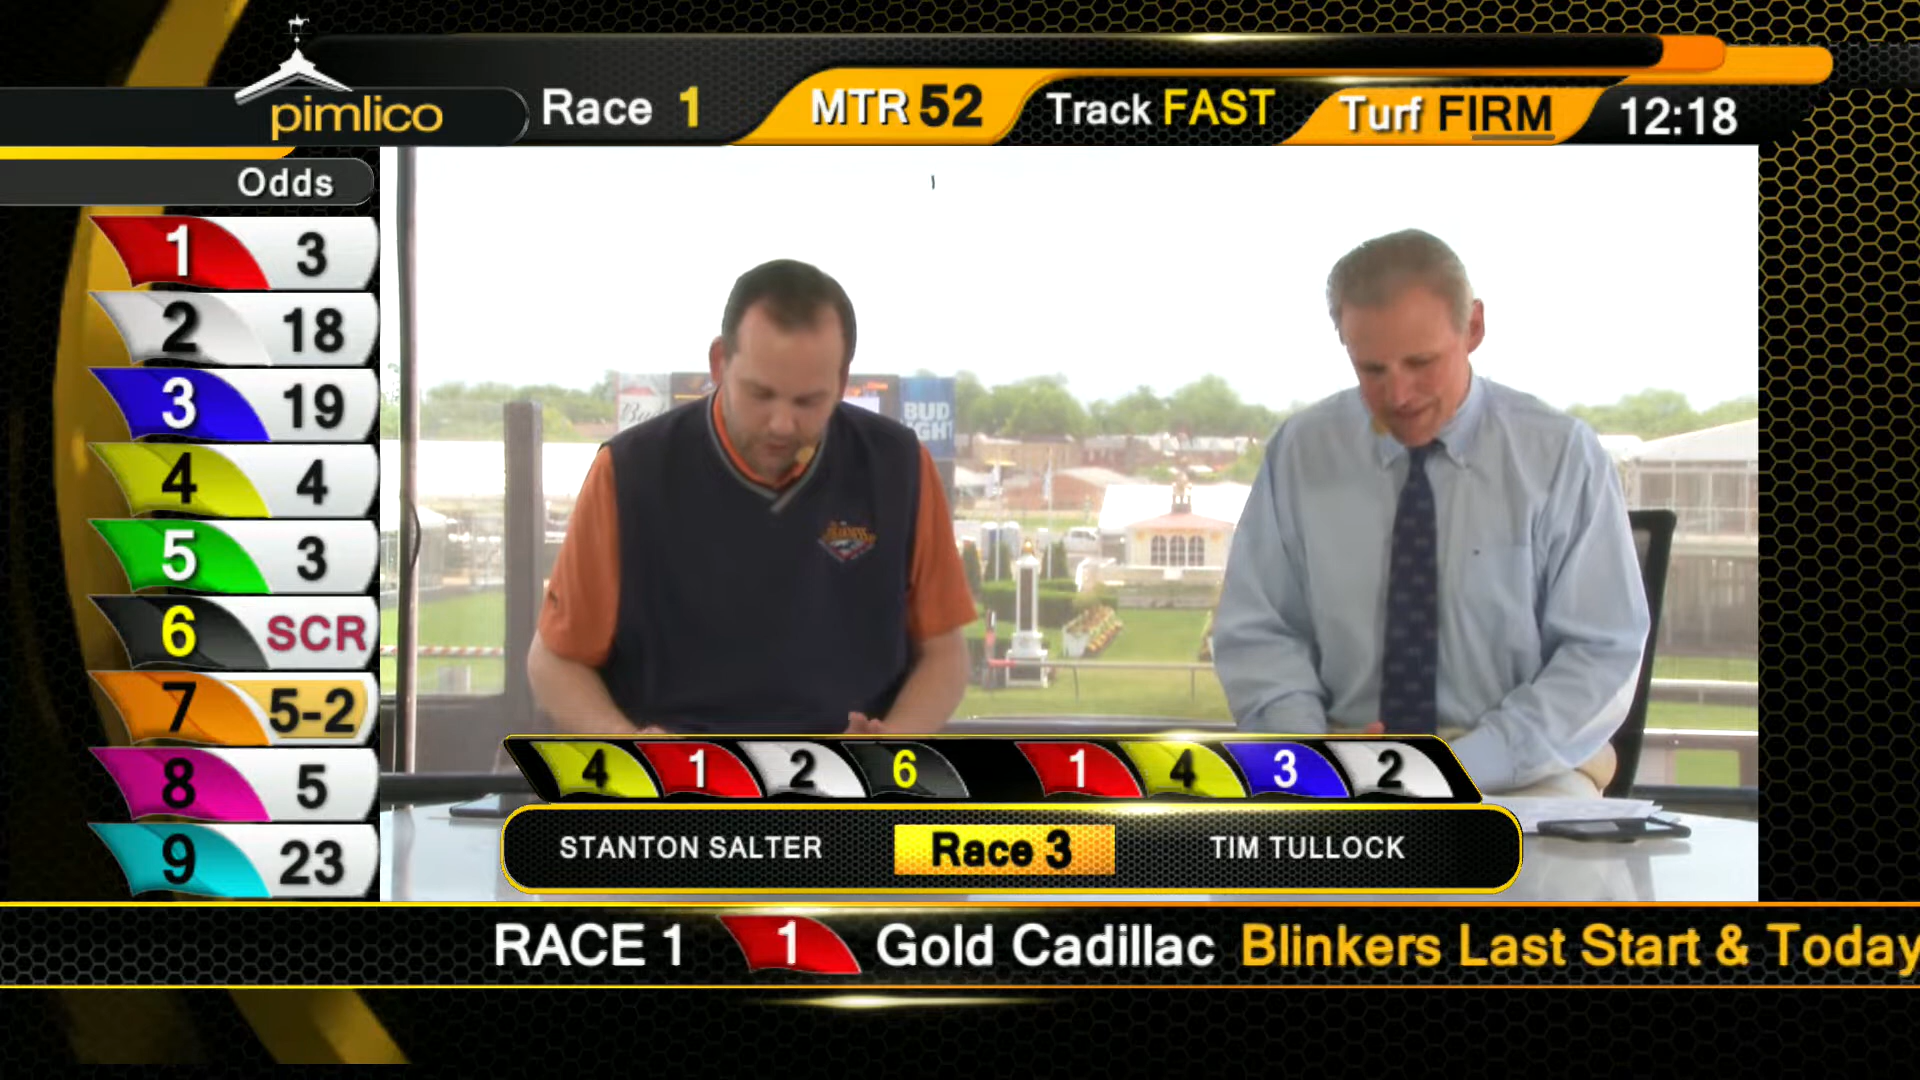 pimlico
Race 1
MTR 52
Track FAST
Turf FIRM
12:18
Odds
1 3
2 18
3 19
4 4
5 3
6 SCR
7 5-2
8 5
9 23
BUD
4 1 2 6 1 4 3 2
STANTON SALTER Race 3 TIM TULLOCK
RACE 1 1 Gold Cadillac Blinkers Last Start & Today